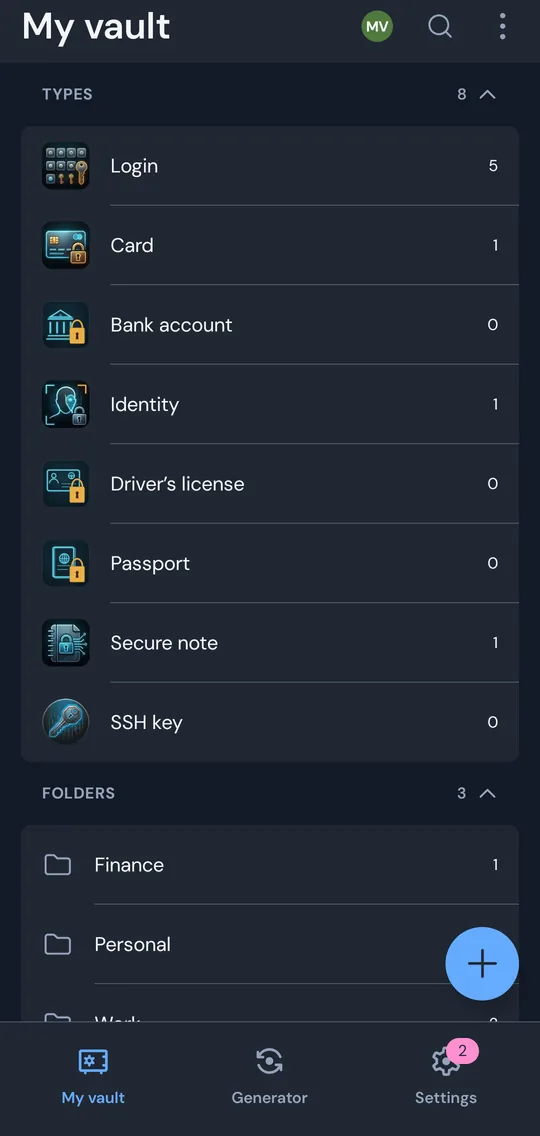 My vault
MV
TYPES 8
Login 5
Card 1
Bank account 0
Identity 1
Driver’s license 0
Passport 0
Secure note 1
SSH key 0
FOLDERS 3
Finance 1
Personal
Work
2
My vault Generator Settings